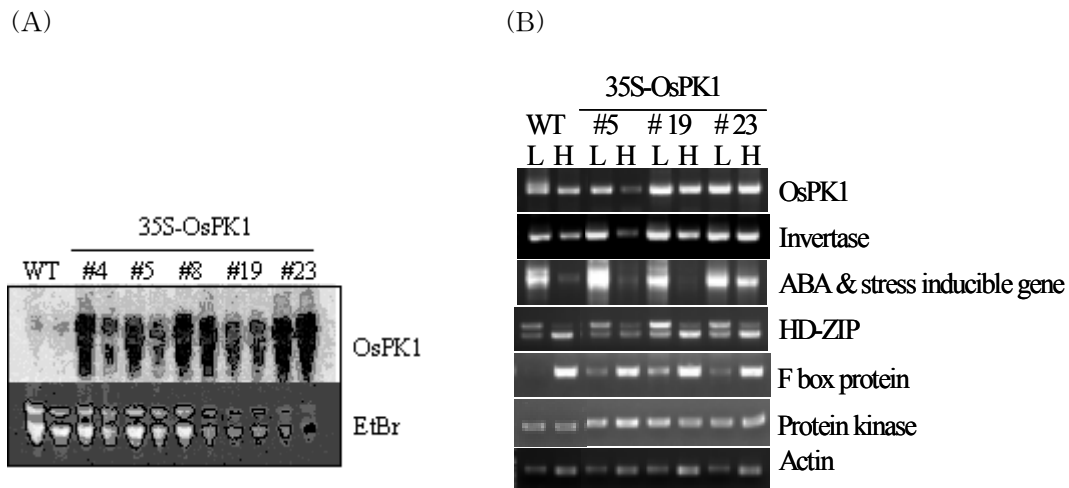 (A)
35S-OsPK1
WT #4 #5 #8 #19 #23
OsPK1
EtBr
(B)
35S-OsPK1
WT #5 # 19 # 23
L H L H L H L H
OsPK1
Invertase
ABA & stress inducible gene
HD-ZIP
F box protein
Protein kinase
Actin